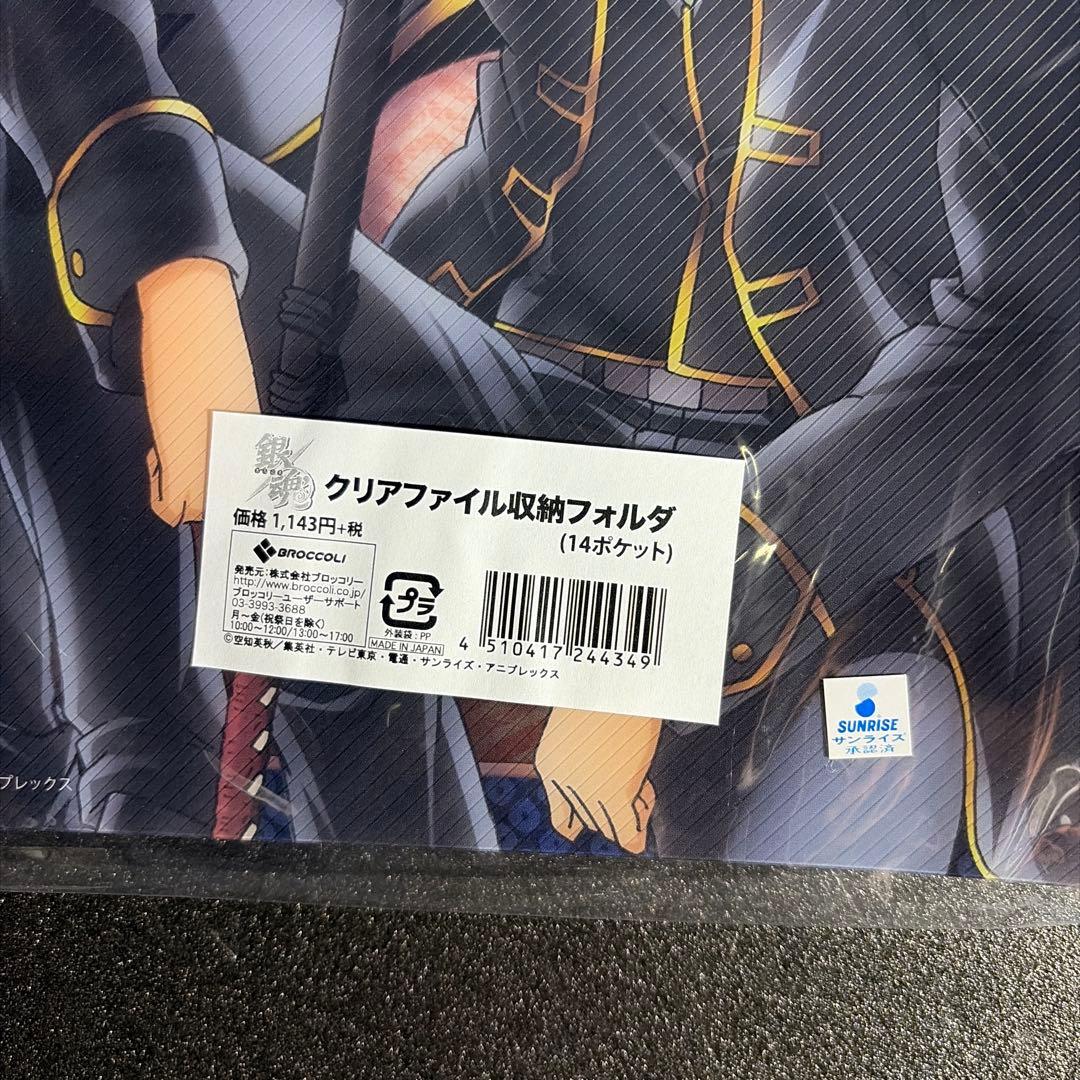 銀魂
クリアファイル収納フォルダ
(14ポケット)
価格 1,143円+税
BROCCOLI
発売元:株式会社ブロッコリー
http://www.broccoli.co.jp/
ブロッコリーユーザーサポート
03-3993-3688
月～金(祝祭日を除く)
10:00~12:00/13:00~17:00
プラ
外装袋:PP
MADE IN JAPAN
4 510417 244349
©空知英秋／集英社・テレビ東京・電通・サンライズ・アニプレックス
SUNRISE
サンライズ
承認済
プレックス